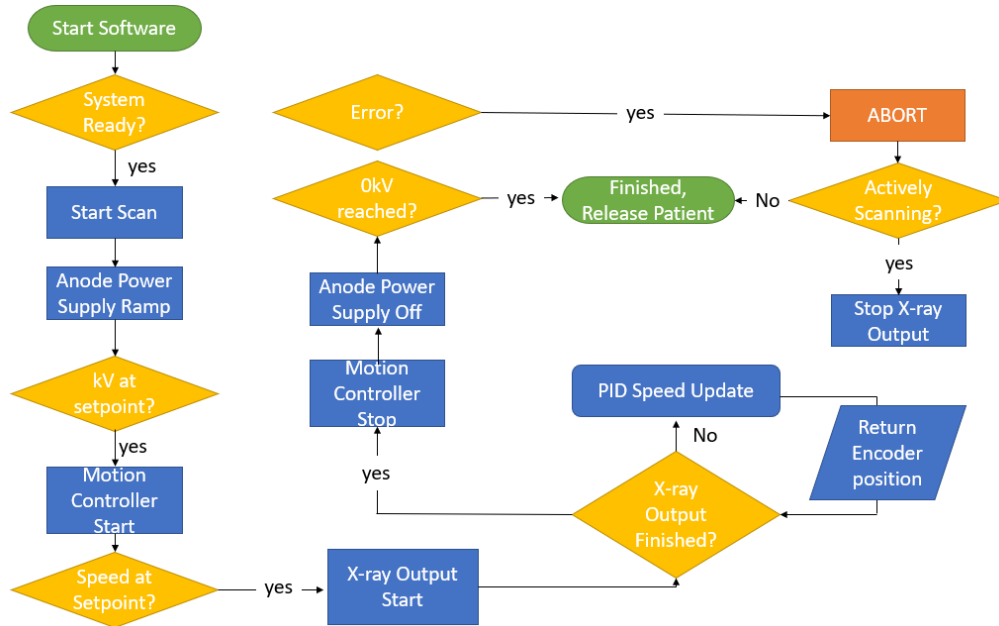 Start Software
System
Ready?
yes
Start Scan
Anode Power
Supply Ramp
kV at
setpoint?
yes
Motion
Controller
Start
Speed at
Setpoint?
yes
X-ray Output
Start
X-ray
Output
Finished?
No
PID Speed Update
Return
Encoder
position
yes
Motion
Controller
Stop
Anode Power
Supply Off
0kV
reached?
yes
Finished,
Release Patient
Error?
yes
ABORT
Actively
Scanning?
No
yes
Stop X-ray
Output